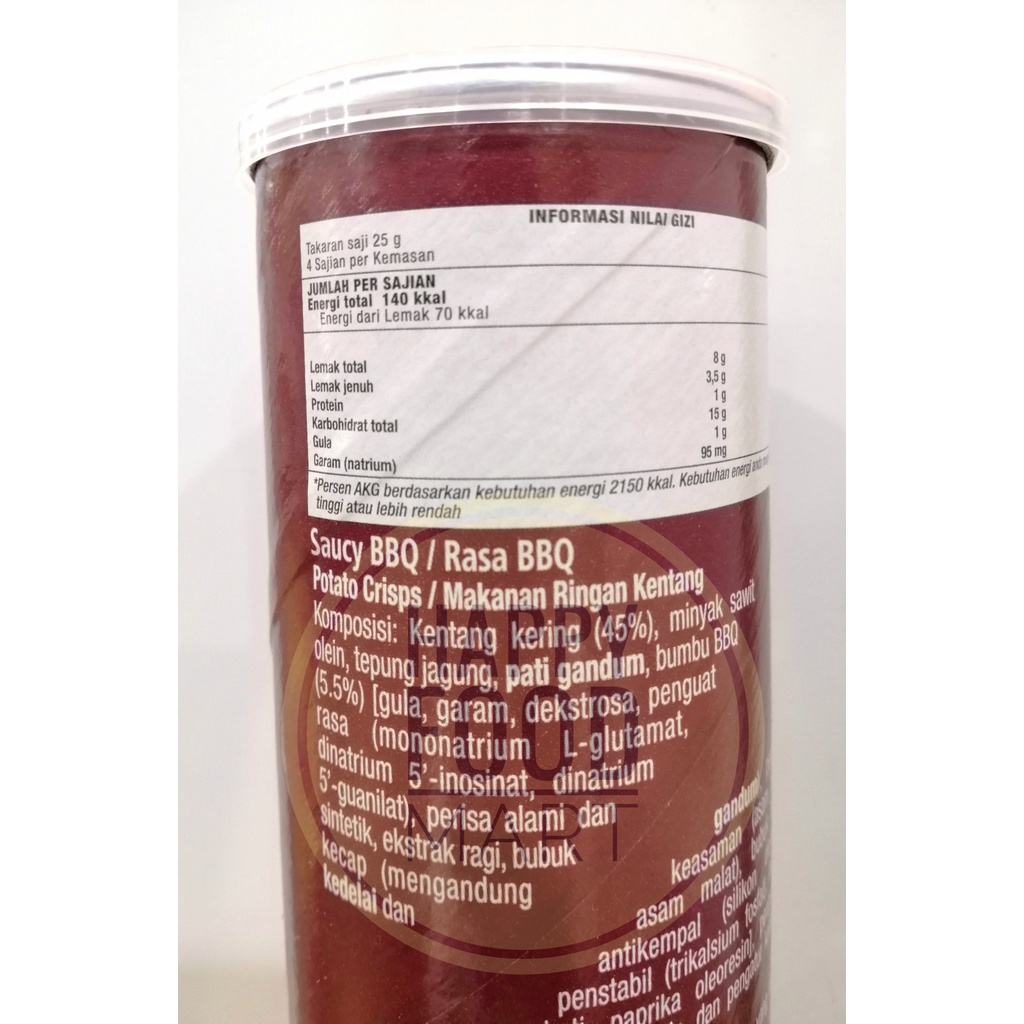 INFORMASI NILAI GIZI
Takaran saji 25 g
4 Sajian per Kemasan
JUMLAH PER SAJIAN
Energi total 140 kkal
Energi dari Lemak 70 kkal
Lemak total 8 g
Lemak jenuh 3,5 g
Protein 1 g
Karbohidrat total 15 g
Gula 1 g
Garam (natrium) 95 mg
*Persen AKG berdasarkan kebutuhan energi 2150 kkal. Kebutuhan energi anda
tinggi atau lebih rendah
Saucy BBQ / Rasa BBQ
Potato Crisps / Makanan Ringan Kentang
Komposisi: Kentang kering (45%), minyak sawit
olein, tepung jagung, pati gandum, bumbu BBQ
(5.5%) [gula, garam, dekstrosa, penguat
rasa (mononatrium L-glutamat,
dinatrium 5'-inosinat, dinatrium
5'-guanilat), perisa alami dan
sintetik, ekstrak ragi, bubuk
kecap (mengandung
kedelai dan
gandum
keasaman
asam malat),
antikempal (silikon
penstabil (trikalsium
paprika oleoresin],
dan
HAPPY
FOOD
MART